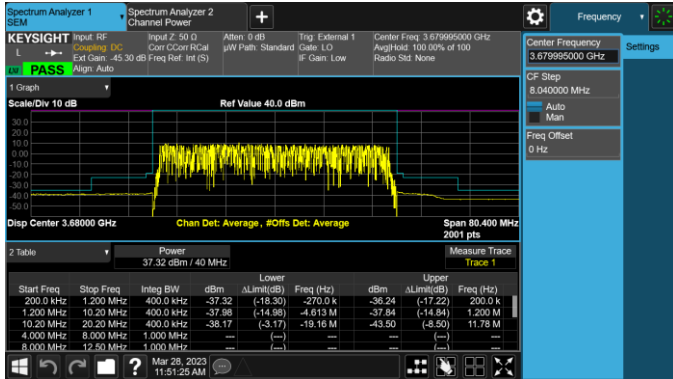 Spectrum Analyzer 1
SEM
Spectrum Analyzer 2
Channel Power
Frequency
KEYSIGHT
L
PASS
Input: RF
Coupling: DC
Ext Gain: -45.30 dB
Align: Auto
Input Z: 50 Ω
Corr CCorr RCal
Freq Ref: Int (S)
Atten: 0 dB
µW Path: Standard
Trig: External 1
Gate: LO
IF Gain: Low
Center Freq: 3.679995000 GHz
Avg|Hold: 100.00% of 100
Radio Std: None
Center Frequency
3.679995000 GHz
Settings
CF Step
8.040000 MHz
Auto
Man
Freq Offset
0 Hz
1 Graph
Scale/Div 10 dB
Ref Value 40.0 dBm
30.0
20.0
10.0
0.00
-10.0
-20.0
-30.0
-40.0
-50.0
Disp Center 3.68000 GHz
Chan Det: Average, #Offs Det: Average
Span 80.400 MHz
2001 pts
2 Table
Power
37.32 dBm / 40 MHz
Measure Trace
Trace 1
Lower Upper
Start Freq Stop Freq Integ BW dBm ΔLimit(dB) Freq (Hz) dBm ΔLimit(dB) Freq (Hz)
200.0 kHz 1.200 MHz 400.0 kHz -37.32 (-18.30) -270.0 k -36.24 (-17.22) 200.0 k
1.200 MHz 10.20 MHz 400.0 kHz -37.98 (-14.98) -4.613 M -37.84 (-14.84) 1.200 M
10.20 MHz 20.20 MHz 400.0 kHz -38.17 (-3.17) -19.16 M -43.50 (-8.50) 11.78 M
4.000 MHz 8.000 MHz 1.000 MHz --- (---) --- --- (---) ---
8.000 MHz 12.50 MHz 1.000 MHz --- (---) --- --- (---) ---
Mar 28, 2023
11:51:25 AM